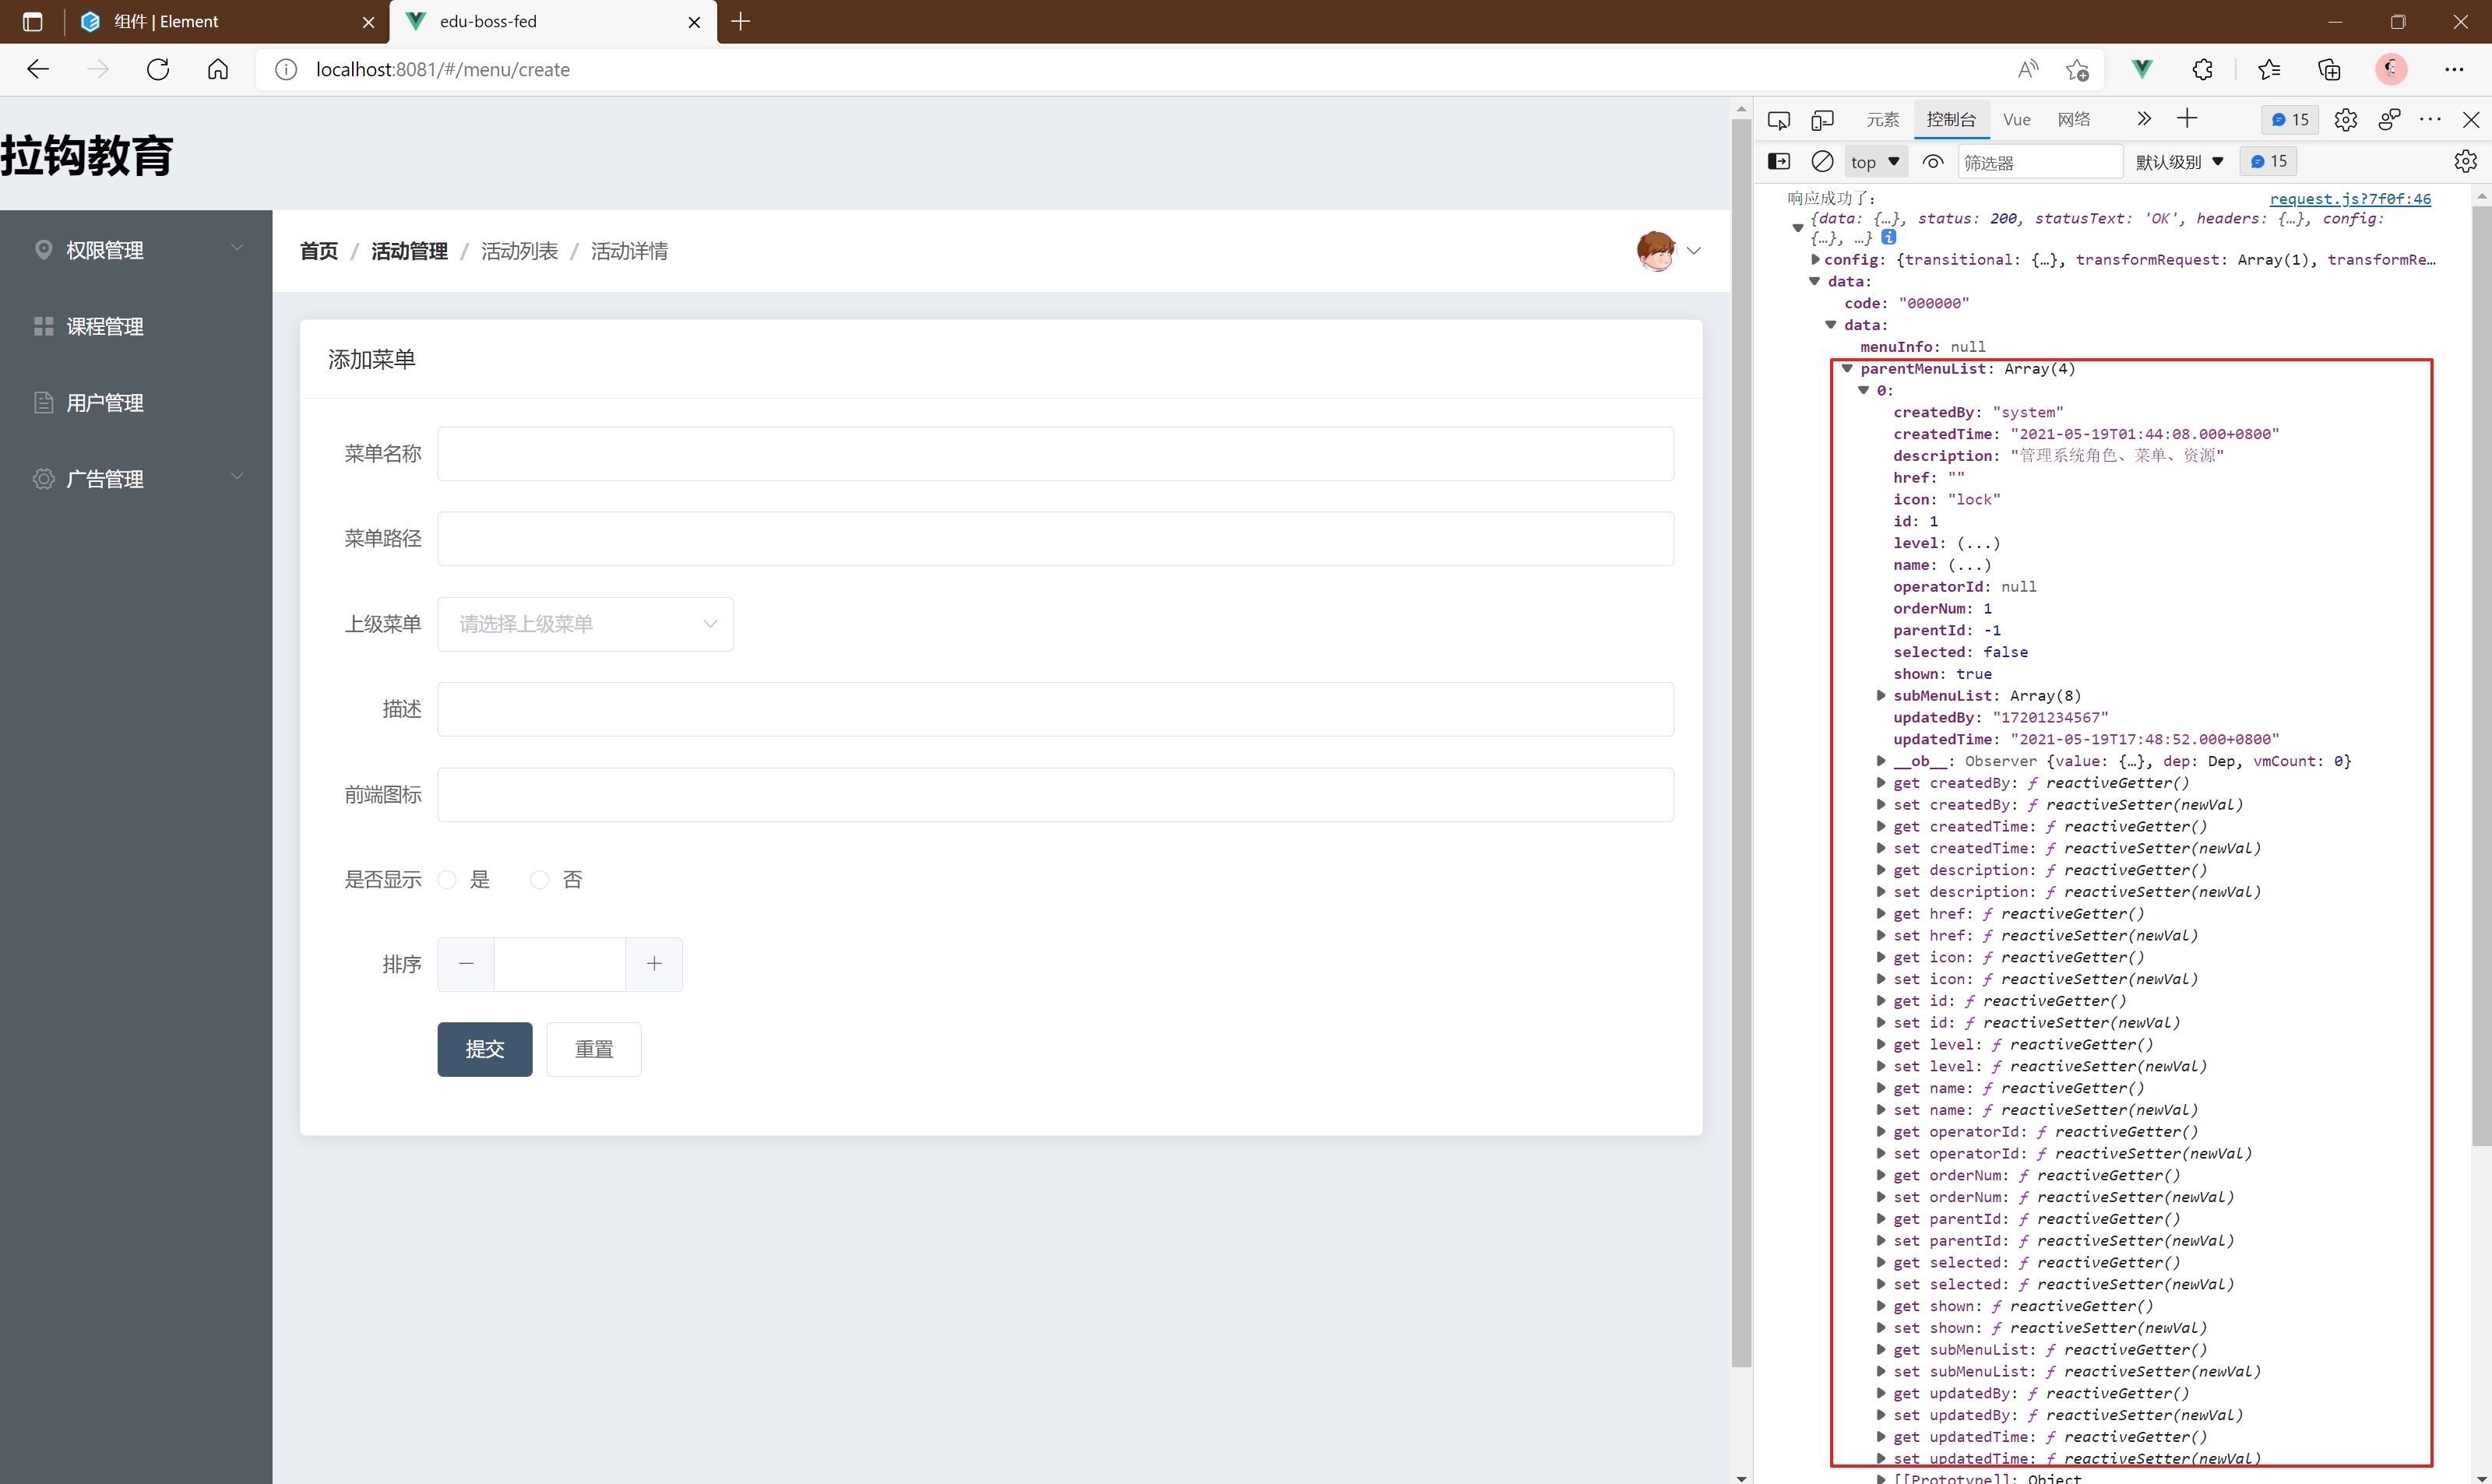 组件 | Element
edu-boss-fed
localhost:8081/#/menu/create
拉钩教育
权限管理
课程管理
用户管理
广告管理
首页 / 活动管理 / 活动列表 / 活动详情
添加菜单
菜单名称
菜单路径
上级菜单 请选择上级菜单
描述
前端图标
是否显示 是 否
排序
提交 重置
元素 控制台 Vue 网络 15
top 筛选器 默认级别 15
响应成功了: request.js?7f0f:46
{data: {…}, status: 200, statusText: 'OK', headers: {…}, config:
{…}, …}
config: {transitional: {…}, transformRequest: Array(1), transformRe…
data:
code: "000000"
data:
menuInfo: null
parentMenuList: Array(4)
0:
createdBy: "system"
createdTime: "2021-05-19T01:44:08.000+0800"
description: "管理系统角色、菜单、资源"
href: ""
icon: "lock"
id: 1
level: (...)
name: (...)
operatorId: null
orderNum: 1
parentId: -1
selected: false
shown: true
subMenuList: Array(8)
updatedBy: "17201234567"
updatedTime: "2021-05-19T17:48:52.000+0800"
__ob__: Observer {value: {…}, dep: Dep, vmCount: 0}
get createdBy: ƒ reactiveGetter()
set createdBy: ƒ reactiveSetter(newVal)
get createdTime: ƒ reactiveGetter()
set createdTime: ƒ reactiveSetter(newVal)
get description: ƒ reactiveGetter()
set description: ƒ reactiveSetter(newVal)
get href: ƒ reactiveGetter()
set href: ƒ reactiveSetter(newVal)
get icon: ƒ reactiveGetter()
set icon: ƒ reactiveSetter(newVal)
get id: ƒ reactiveGetter()
set id: ƒ reactiveSetter(newVal)
get level: ƒ reactiveGetter()
set level: ƒ reactiveSetter(newVal)
get name: ƒ reactiveGetter()
set name: ƒ reactiveSetter(newVal)
get operatorId: ƒ reactiveGetter()
set operatorId: ƒ reactiveSetter(newVal)
get orderNum: ƒ reactiveGetter()
set orderNum: ƒ reactiveSetter(newVal)
get parentId: ƒ reactiveGetter()
set parentId: ƒ reactiveSetter(newVal)
get selected: ƒ reactiveGetter()
set selected: ƒ reactiveSetter(newVal)
get shown: ƒ reactiveGetter()
set shown: ƒ reactiveSetter(newVal)
get subMenuList: ƒ reactiveGetter()
set subMenuList: ƒ reactiveSetter(newVal)
get updatedBy: ƒ reactiveGetter()
set updatedBy: ƒ reactiveSetter(newVal)
get updatedTime: ƒ reactiveGetter()
set updatedTime: ƒ reactiveSetter(newVal)
[[Prototype]]: Object